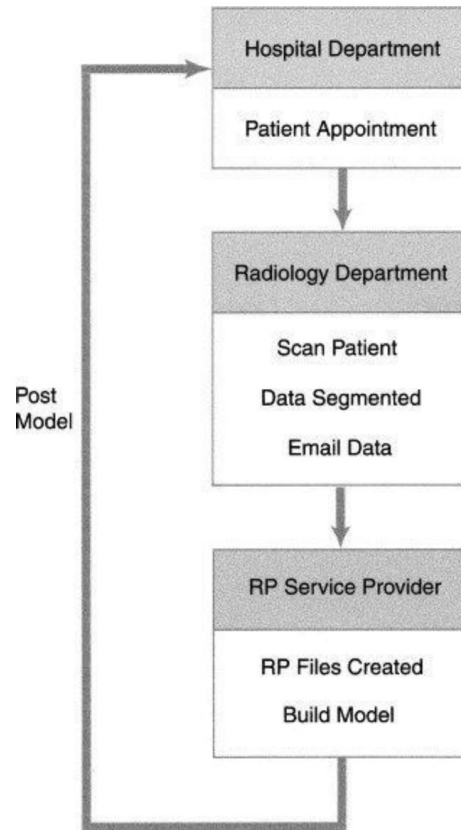 Hospital Department
Patient Appointment
Radiology Department
Scan Patient
Data Segmented
Email Data
Post
Model
RP Service Provider
RP Files Created
Build Model